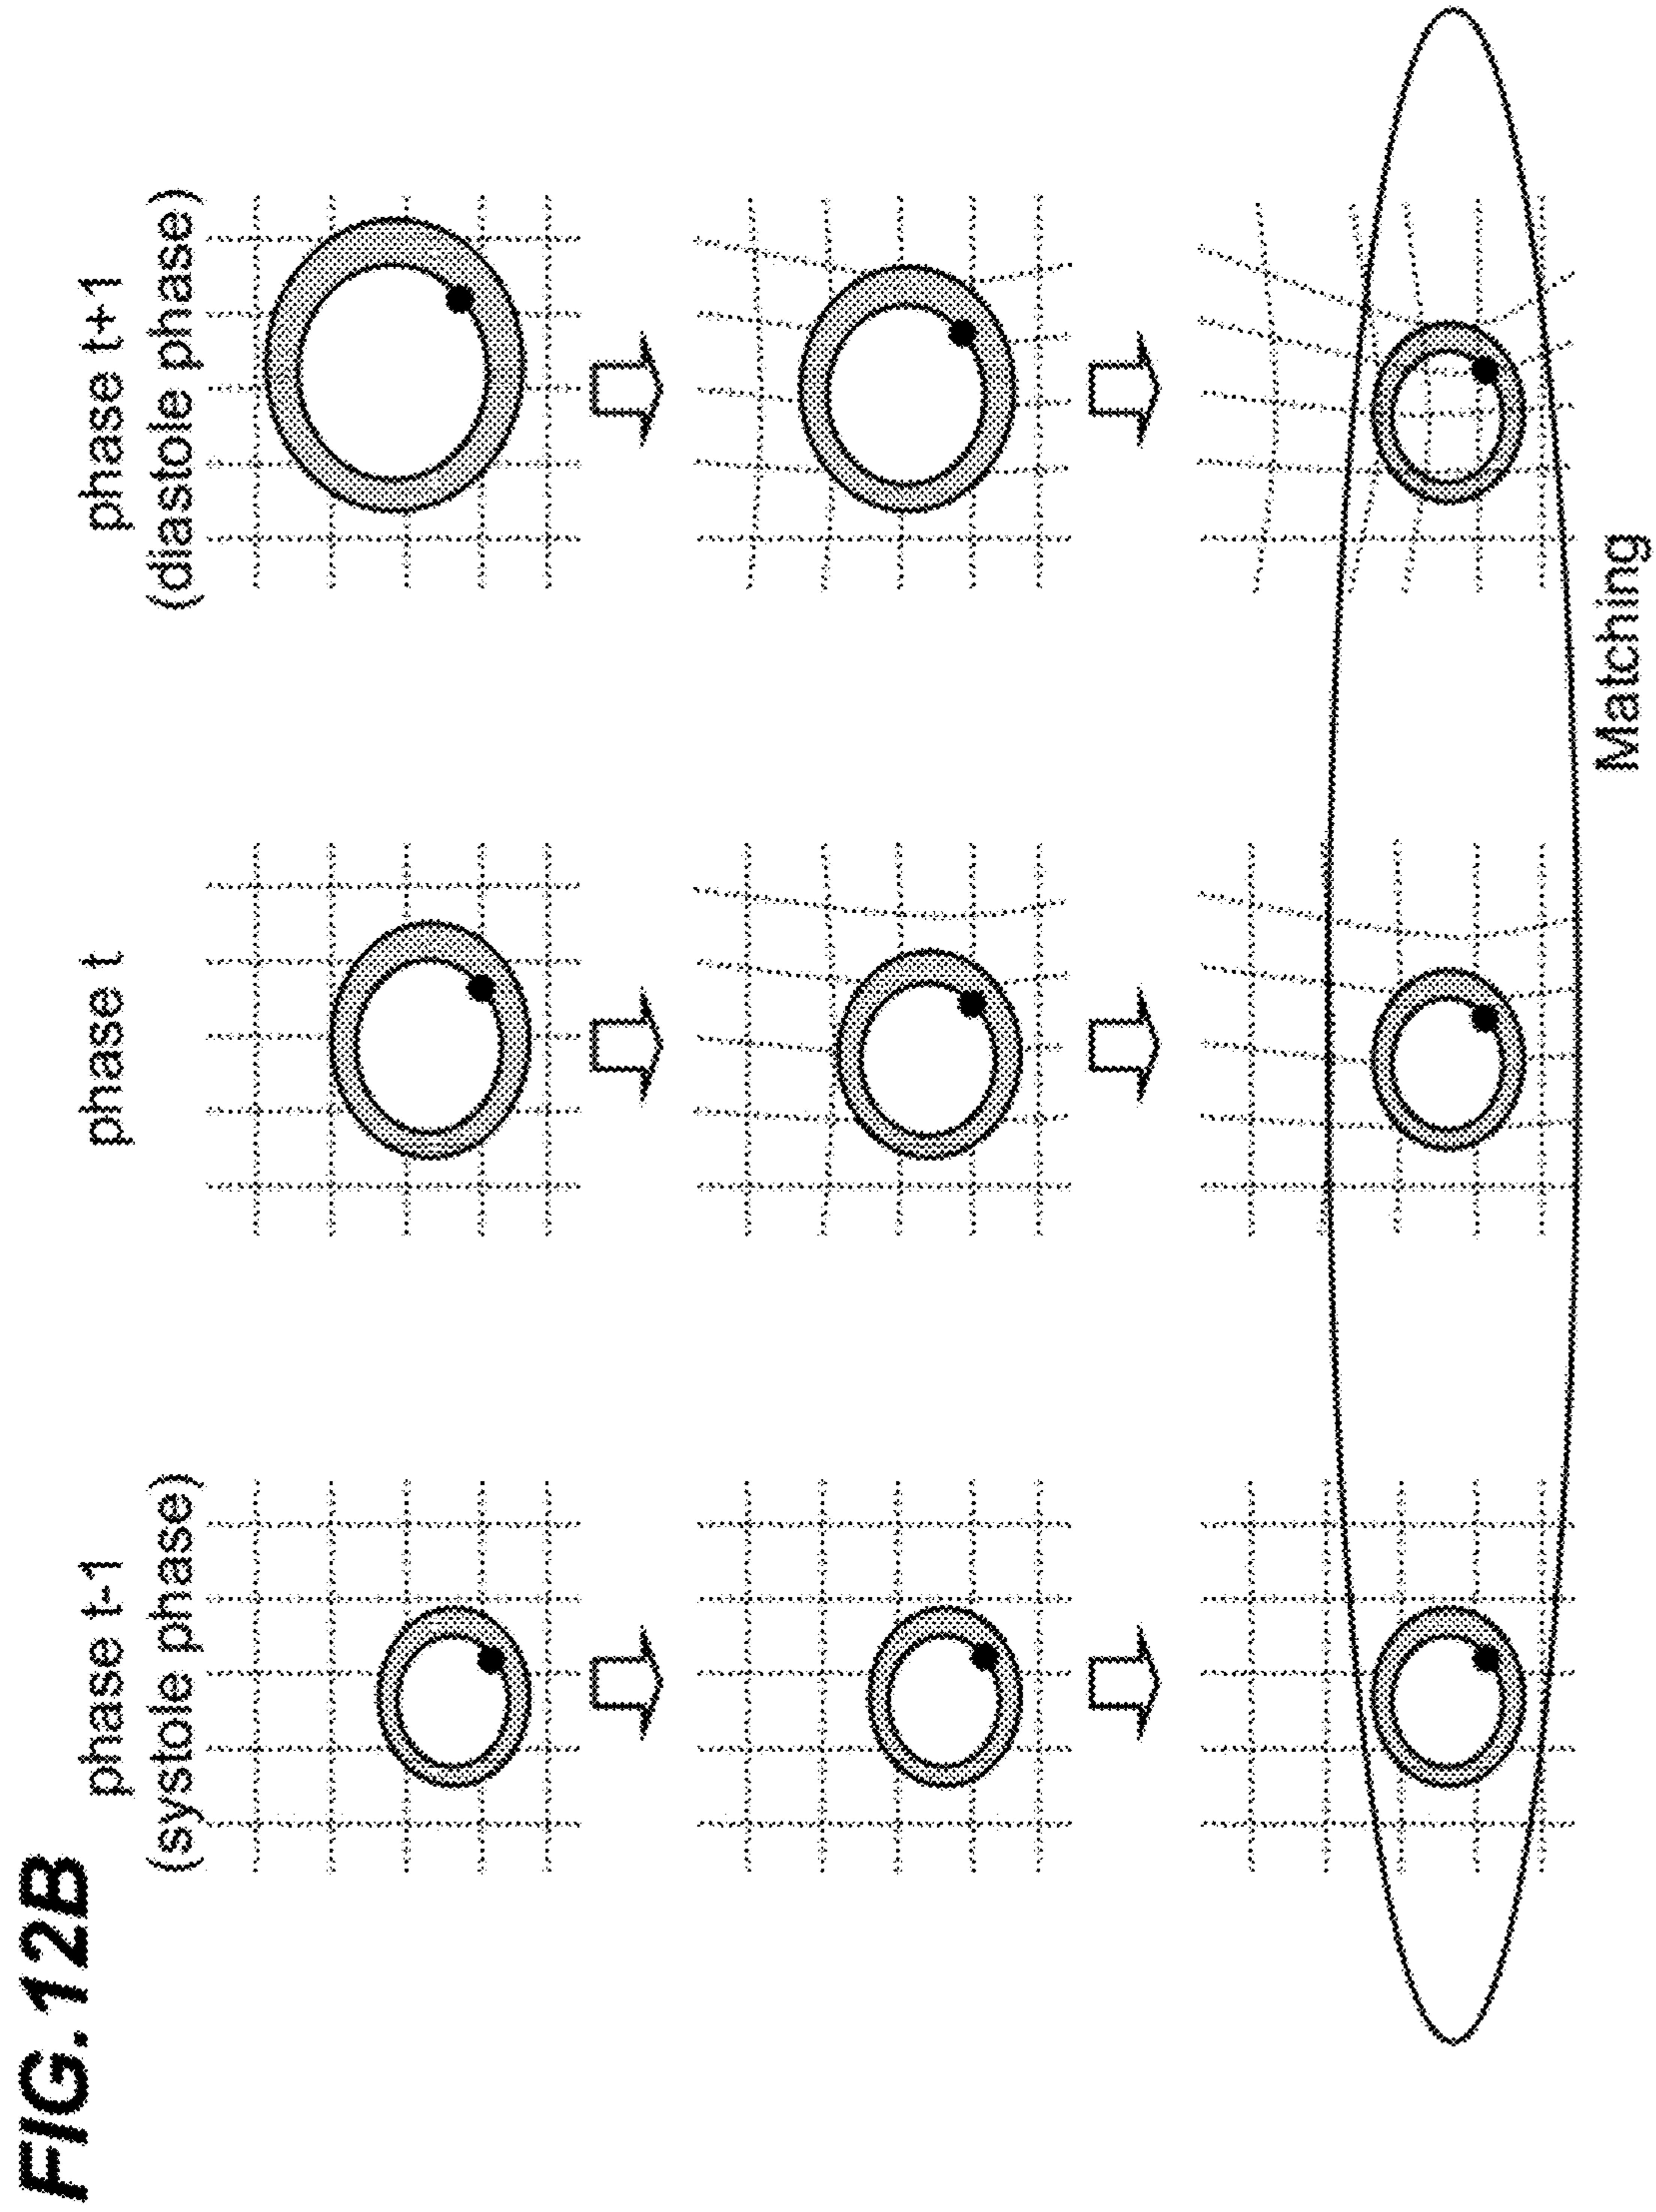 FIG.12B
phase t-1
(systole phase)
phase t
phase t+1
(diastole phase)
Matching